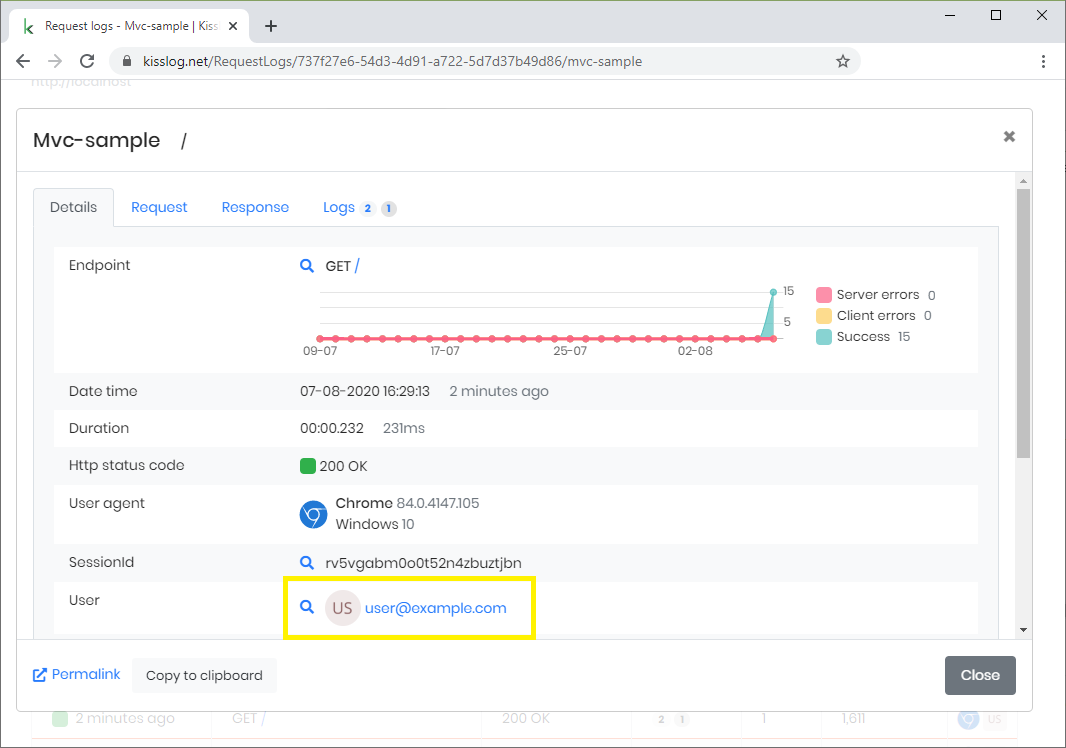 Request logs - Mvc-sample | Kiss
kisslog.net/RequestLogs/737f27e6-54d3-4d91-a722-5d7d37b49d86/mvc-sample
http://localhost
Mvc-sample /
Details Request Response Logs 2 1
Endpoint GET /
15
5
09-07 17-07 25-07 02-08
Server errors 0
Client errors 0
Success 15
Date time 07-08-2020 16:29:13 2 minutes ago
Duration 00:00.232 231ms
Http status code 200 OK
User agent Chrome 84.0.4147.105
Windows 10
SessionId rv5vgabm0o0t52n4zbuztjbn
User US user@example.com
Permalink Copy to clipboard Close
2 minutes ago GET / 200 OK 2 1 1 1,611 US